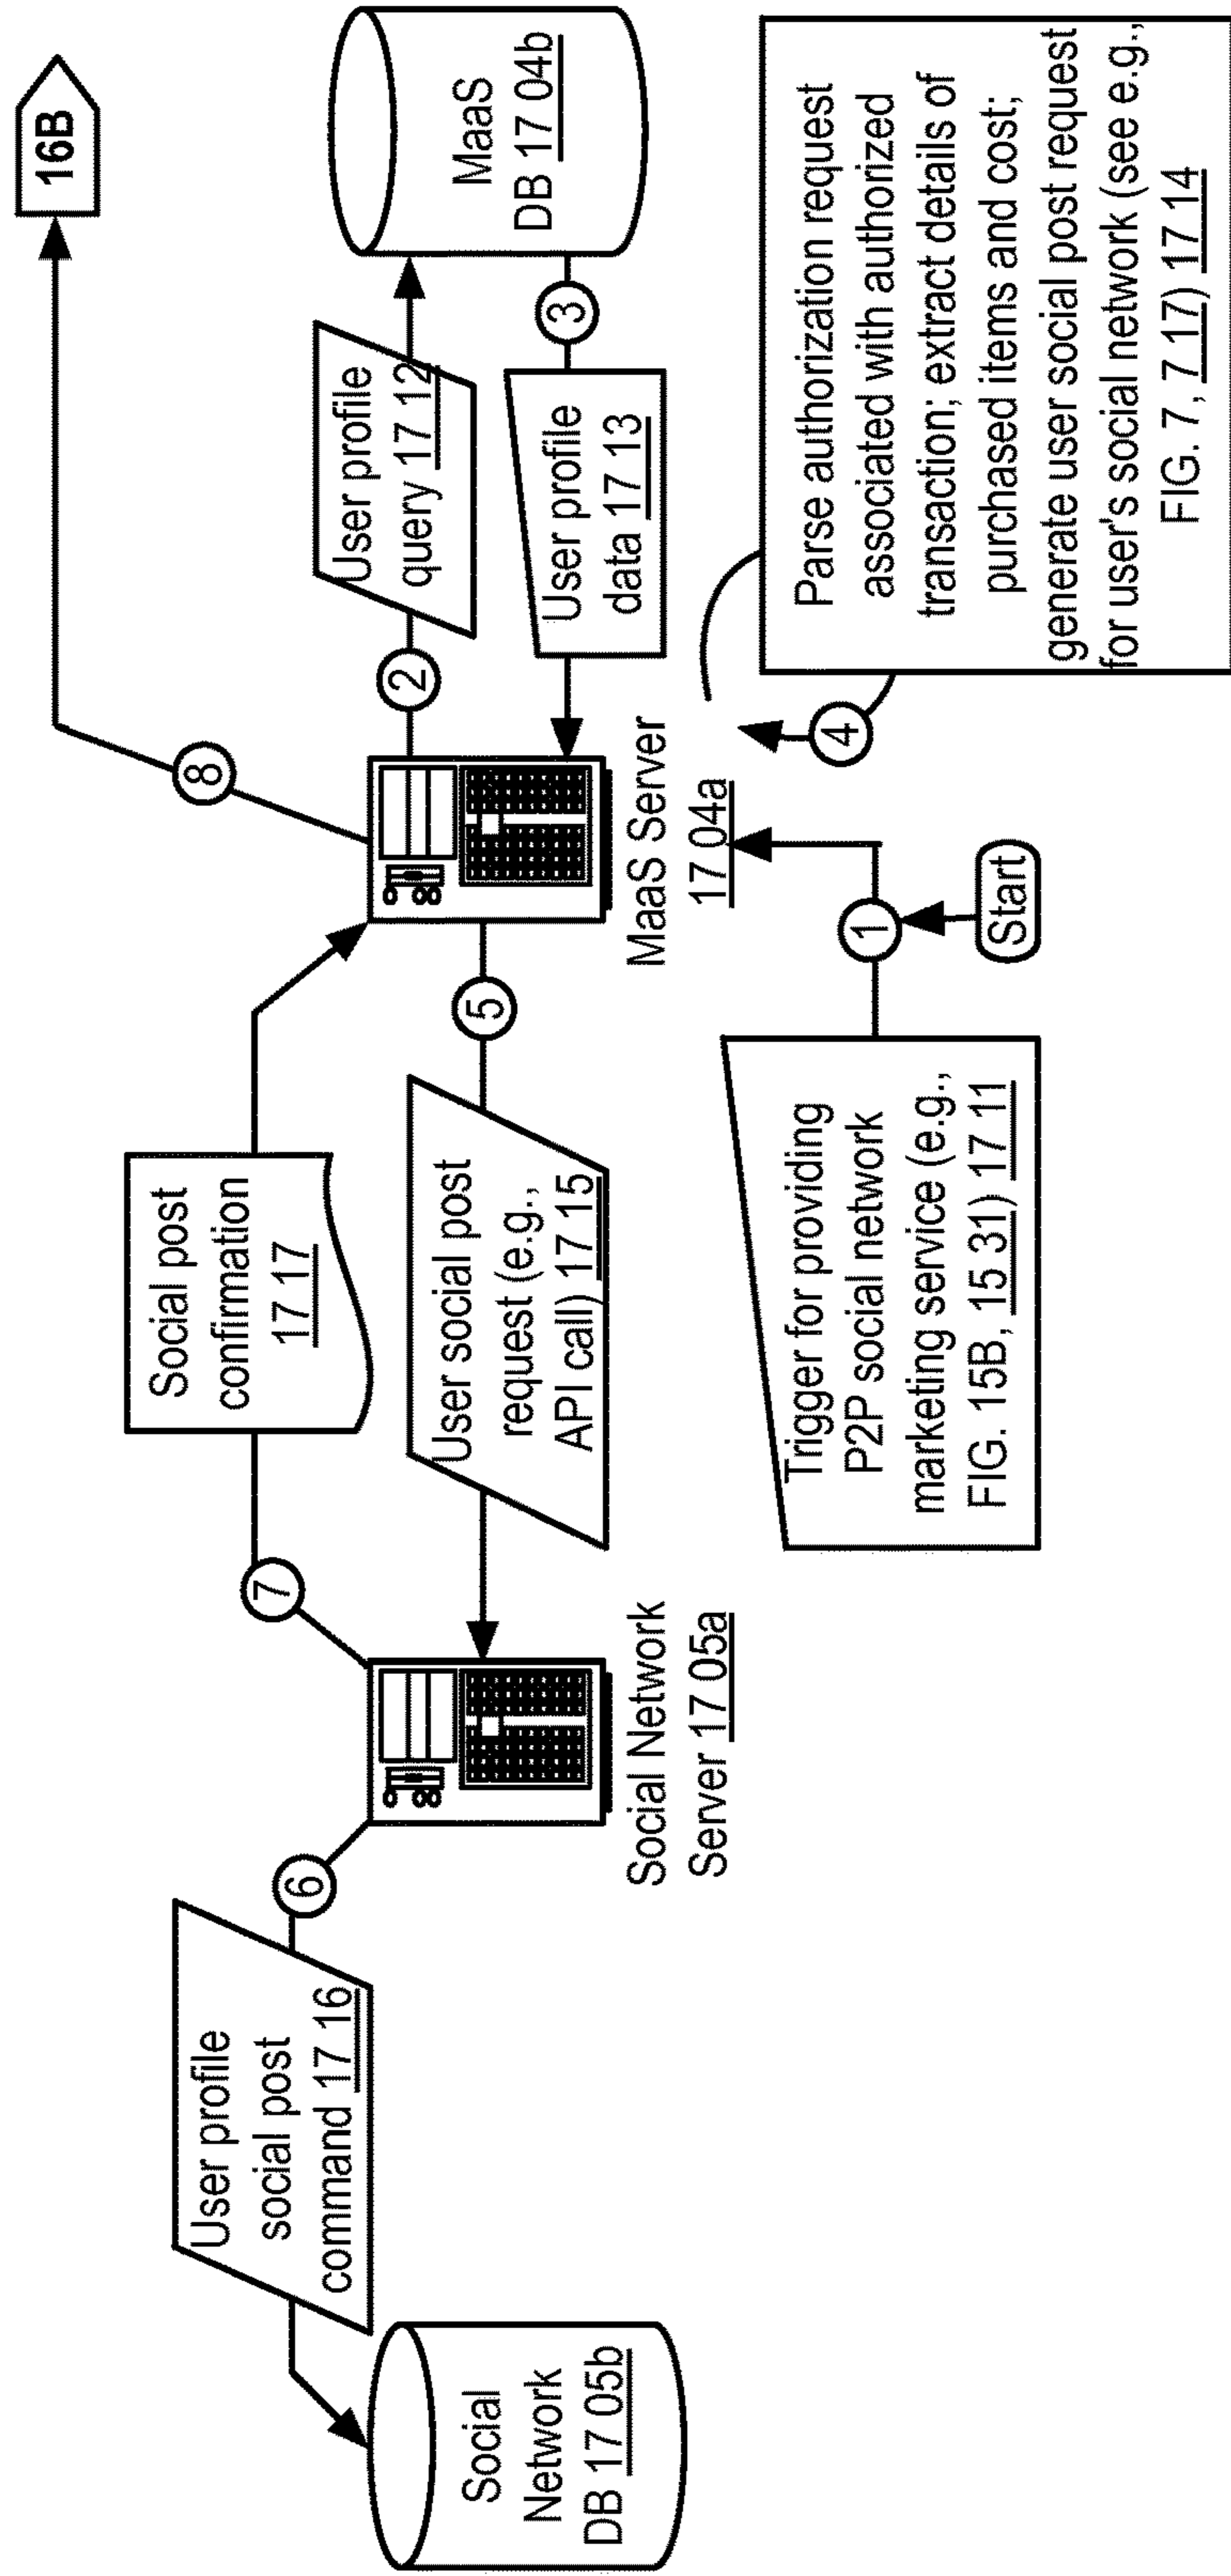 16B
8
User profile
query 17 12
2
MaaS
DB 17 04b
3
User profile
data 17 13
MaaS Server
17 04a
4
Parse authorization request
associated with authorized
transaction; extract details of
purchased items and cost;
generate user social post request
for user's social network (see e.g.,
FIG. 7, 7 17) 17 14
Social post
confirmation
17 17
7
5
User social post
request (e.g.,
API call) 17 15
1
Start
Trigger for providing
P2P social network
marketing service (e.g.,
FIG. 15B, 15 31) 17 11
Social Network
Server 17 05a
6
User profile
social post
command 17 16
Social
Network
DB 17 05b